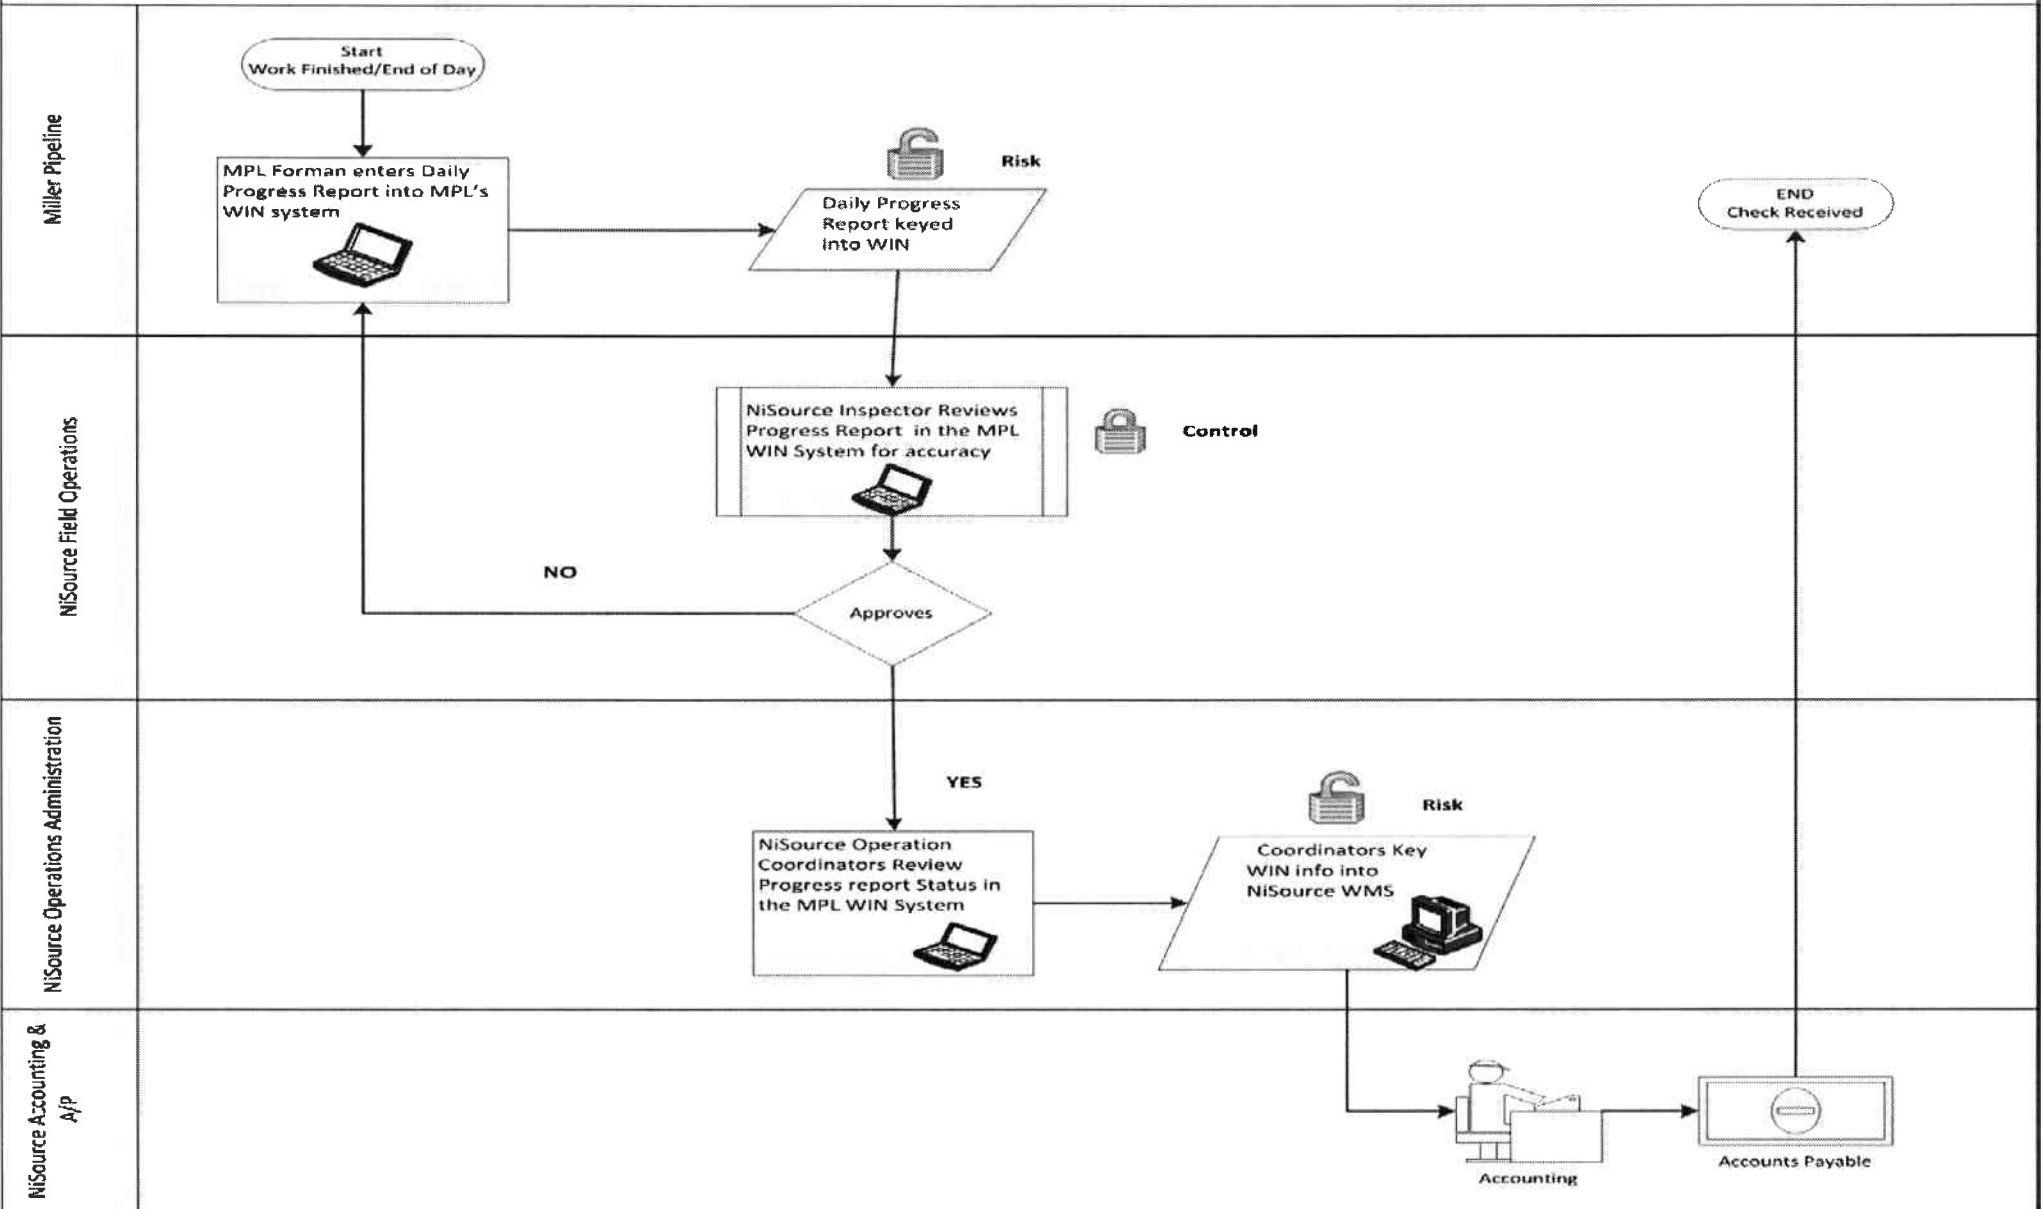 Miller Pipeline
Start
Work Finished/End of Day
MPL Forman enters Daily
Progress Report into MPL's
WIN system
Risk
Daily Progress
Report keyed
into WIN
END
Check Received
NiSource Field Operations
NiSource Inspector Reviews
Progress Report in the MPL
WIN System for accuracy
Control
NO
Approves
NiSource Operations Administration
YES
NiSource Operation
Coordinators Review
Progress report Status in
the MPL WIN System
Risk
Coordinators Key
WIN info into
NiSource WMS
NiSource Accounting &
A/P
Accounting
Accounts Payable